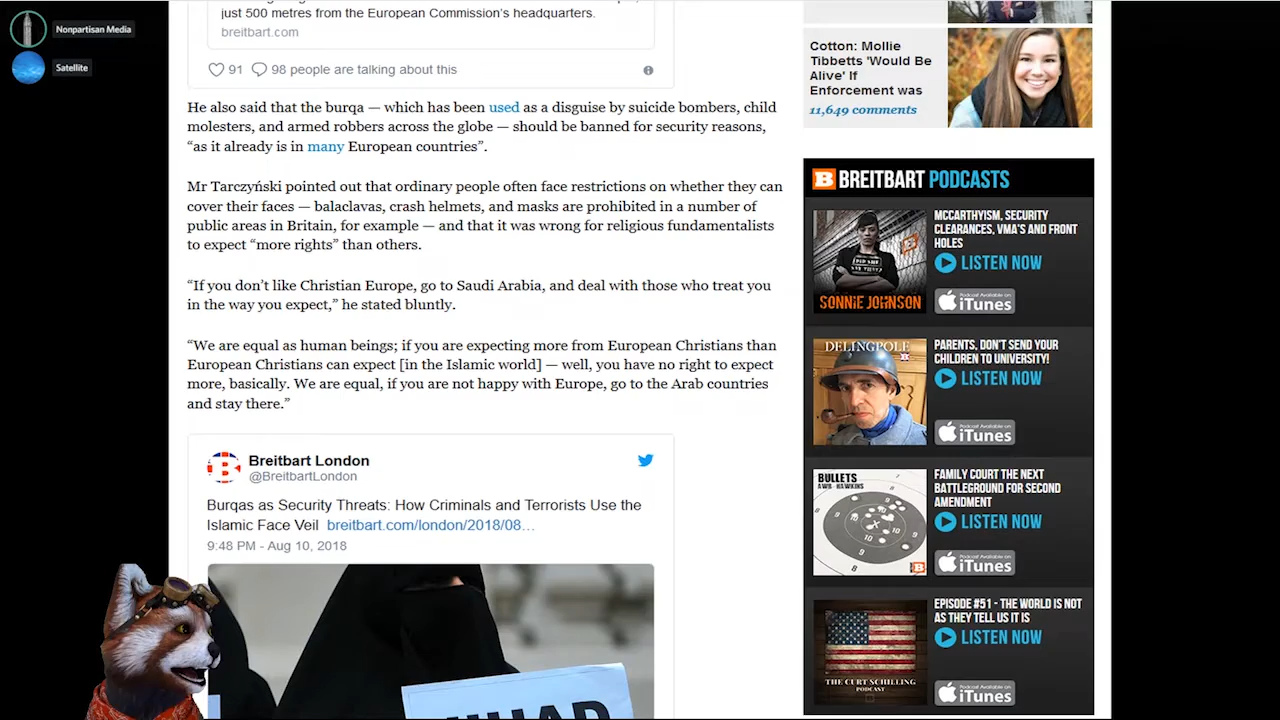 Nonpartisan Media
Satellite
just 500 metres from the European Commission's headquarters.
breitbart.com
91 98 people are talking about this
He also said that the burqa — which has been used as a disguise by suicide bombers, child
molesters, and armed robbers across the globe — should be banned for security reasons,
“as it already is in many European countries”.
Mr Tarczyński pointed out that ordinary people often face restrictions on whether they can
cover their faces — balaclavas, crash helmets, and masks are prohibited in a number of
public areas in Britain, for example — and that it was wrong for religious fundamentalists
to expect “more rights” than others.
“If you don’t like Christian Europe, go to Saudi Arabia, and deal with those who treat you
in the way you expect,” he stated bluntly.
“We are equal as human beings; if you are expecting more from European Christians than
European Christians can expect [in the Islamic world] — well, you have no right to expect
more, basically. We are equal, if you are not happy with Europe, go to the Arab countries
and stay there.”
Breitbart London
@BreitbartLondon
Burqas as Security Threats: How Criminals and Terrorists Use the
Islamic Face Veil breitbart.com/london/2018/08…
9:48 PM - Aug 10, 2018
Cotton: Mollie
Tibbetts 'Would Be
Alive' If
Enforcement was
11,649 comments
B BREITBART PODCASTS
SONNIE JOHNSON
MCCARTHYISM, SECURITY
CLEARANCES, VMA'S AND FRONT
HOLES
LISTEN NOW
Podcast Available on
iTunes
DELINGPOLE
PARENTS, DON'T SEND YOUR
CHILDREN TO UNIVERSITY!
LISTEN NOW
Podcast Available on
iTunes
BULLETS
AWR HAWKINS
FAMILY COURT THE NEXT
BATTLEGROUND FOR SECOND
AMENDMENT
LISTEN NOW
Podcast Available on
iTunes
THE CURT SCHILLING
PODCAST
EPISODE #51 - THE WORLD IS NOT
AS THEY TELL US IT IS
LISTEN NOW
Podcast Available on
iTunes